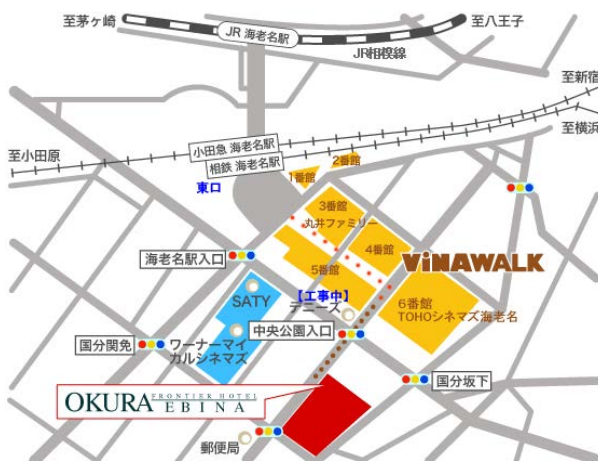 至茅ヶ崎
JR 海老名駅
至八王子
JR相模線
至新宿
至横浜
小田急 海老名駅
至小田原
相鉄 海老名駅
2番館
1番館
東口
3番館
丸井ファミリー
4番館
海老名駅入口
5番館
ViNAWALK
SATY
【工事中】
デニーズ
6番館
TOHOシネマズ海老名
中央公園入口
国分関免
ワーナーマイ
カルシネマズ
国分坂下
OKURA FRONTIER HOTEL
EBINA
郵便局